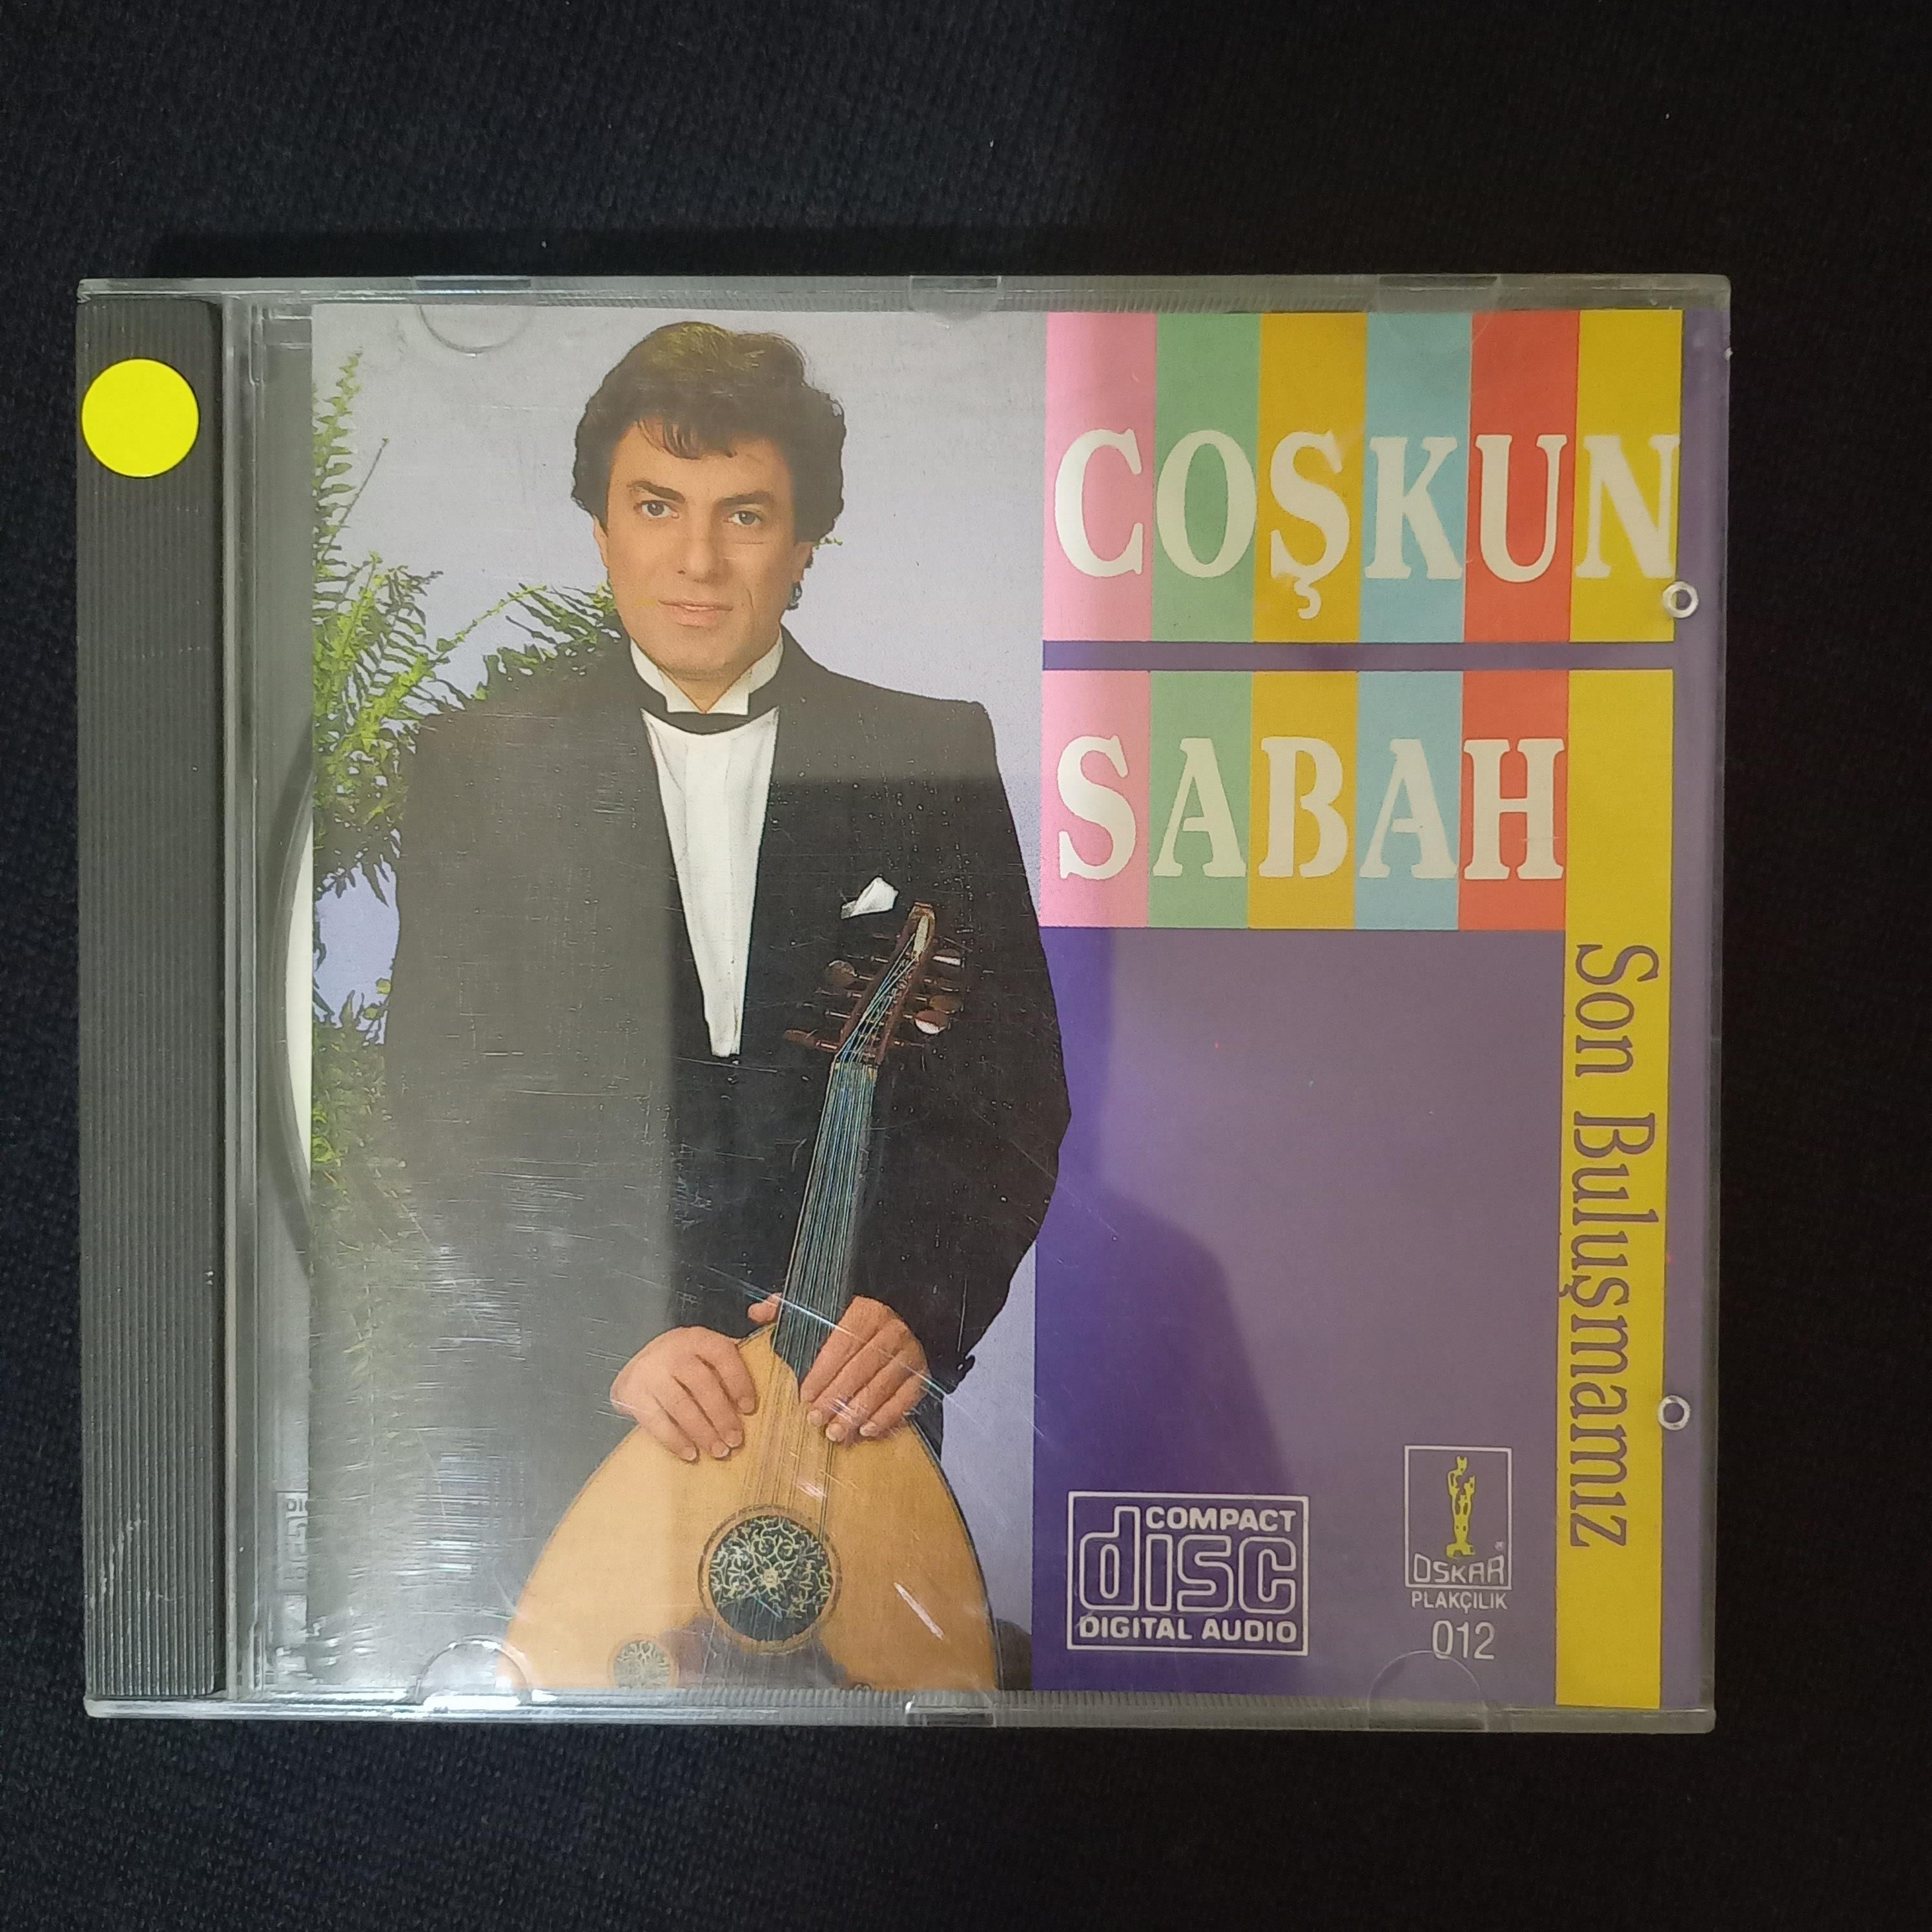 COŞKUN
SABAH
Son Buluşmamız
COMPACT
disc
DIGITAL AUDIO
OSKAR®
PLAKÇILIK
012